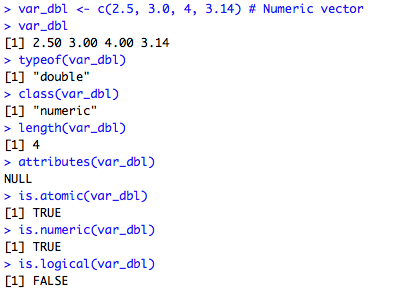 > var_dbl <- c(2.5, 3.0, 4, 3.14) # Numeric vector
> var_dbl
[1] 2.50 3.00 4.00 3.14
> typeof(var_dbl)
[1] "double"
> class(var_dbl)
[1] "numeric"
> length(var_dbl)
[1] 4
> attributes(var_dbl)
NULL
> is.atomic(var_dbl)
[1] TRUE
> is.numeric(var_dbl)
[1] TRUE
> is.logical(var_dbl)
[1] FALSE